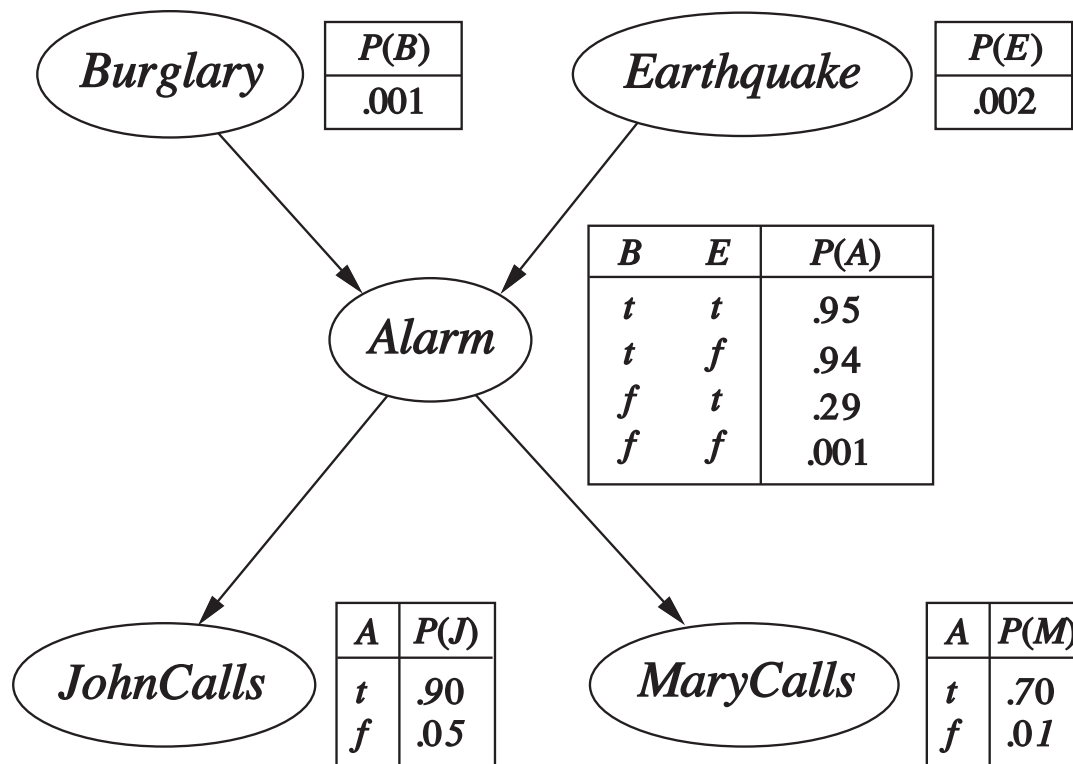 Burglary
P(B)
.001
Earthquake
P(E)
.002
B E P(A)
t t .95
t f .94
f t .29
f f .001
Alarm
JohnCalls
A P(J)
t .90
f .05
MaryCalls
A P(M)
t .70
f .01